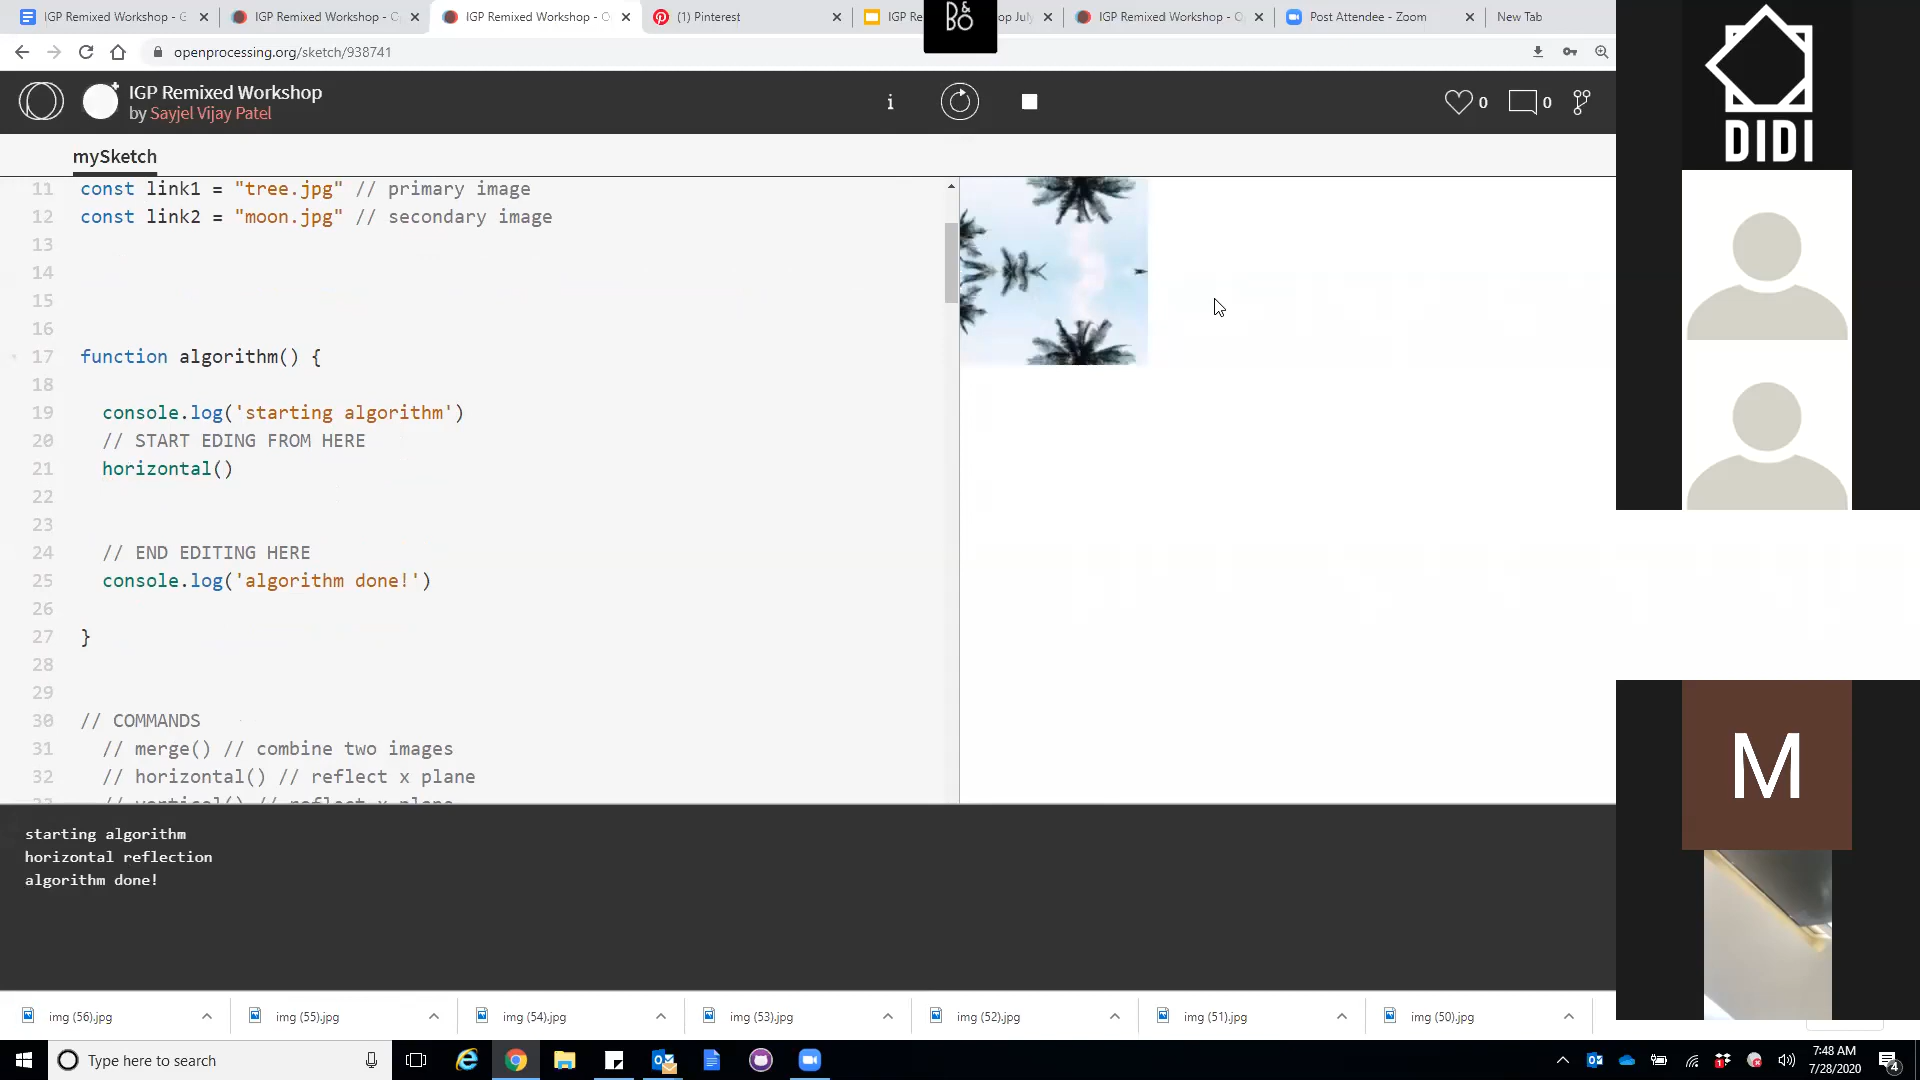 IGP Remixed Workshop - G
IGP Remixed Workshop - O
IGP Remixed Workshop - O
(1) Pinterest
IGP Re
op July
IGP Remixed Workshop - O
Post Attendee - Zoom
New Tab
B&O
openprocessing.org/sketch/938741
IGP Remixed Workshop
by Sayjel Vijay Patel
i
0
0
DIDI
mySketch
11 const link1 = "tree.jpg" // primary image
12 const link2 = "moon.jpg" // secondary image
13
14
15
16
17 function algorithm() {
18
19 console.log('starting algorithm')
20 // START EDING FROM HERE
21 horizontal()
22
23
24 // END EDITING HERE
25 console.log('algorithm done!')
26
27 }
28
29
30 // COMMANDS
31 // merge() // combine two images
32 // horizontal() // reflect x plane
33 // vertical() // reflect x plane
M
starting algorithm
horizontal reflection
algorithm done!
img (56).jpg
img (55).jpg
img (54).jpg
img (53).jpg
img (52).jpg
img (51).jpg
img (50).jpg
Type here to search
7:48 AM
7/28/2020
4